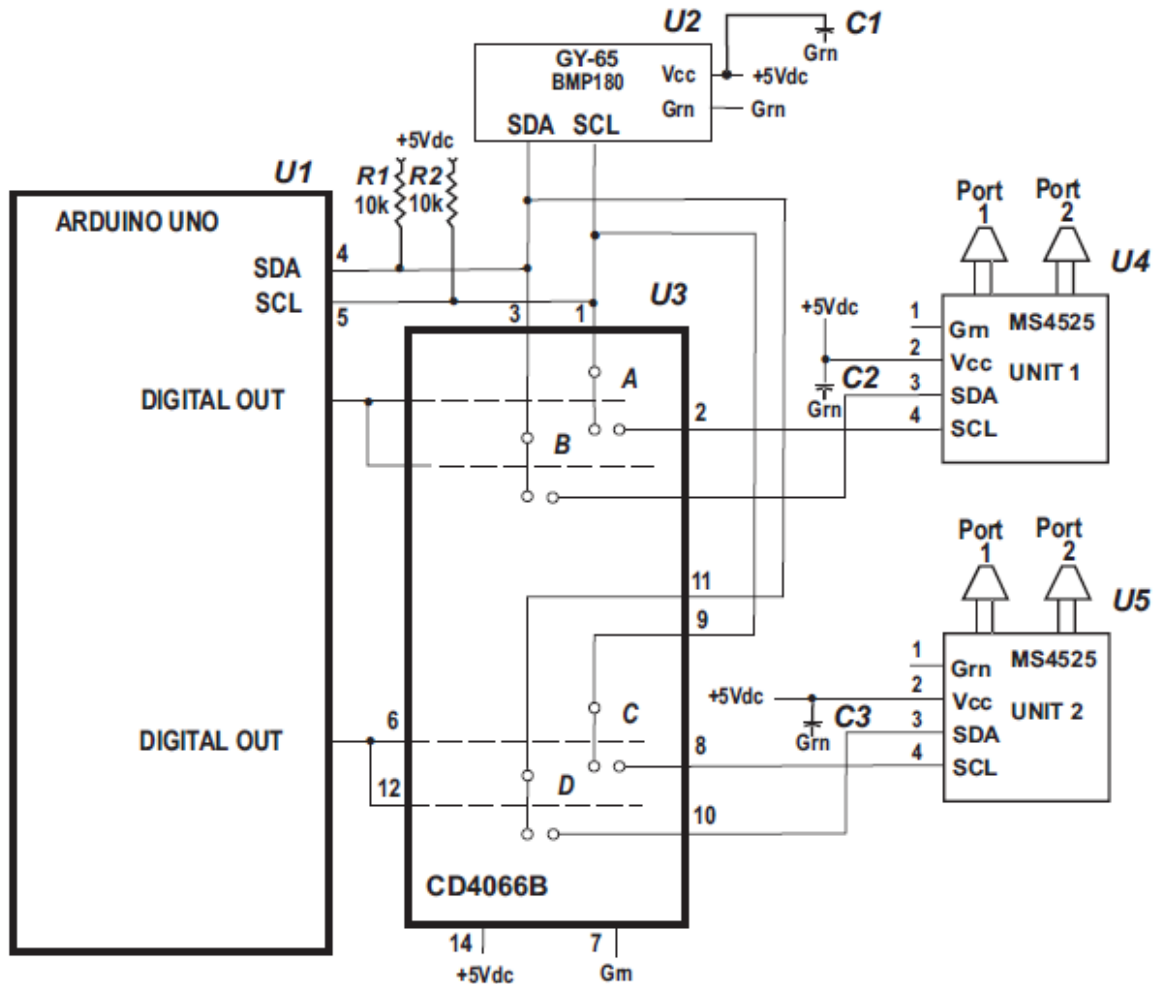 U2
C1
GY-65
BMP180
Vcc
+5Vdc
Grn
Grn
Grn
SDA SCL
+5Vdc
U1
R1
10k
R2
10k
ARDUINO UNO
4
SDA
SCL
5
3
1
U3
DIGITAL OUT
A
2
B
11
9
6
DIGITAL OUT
C
8
12
D
10
CD4066B
14
+5Vdc
7
Grn
Port
1
Port
2
U4
+5Vdc
1
Grn
MS4525
2
Vcc
UNIT 1
C2
Grn
3
SDA
4
SCL
Port
1
Port
2
U5
1
Grn
MS4525
+5Vdc
2
Vcc
UNIT 2
C3
Grn
3
SDA
4
SCL